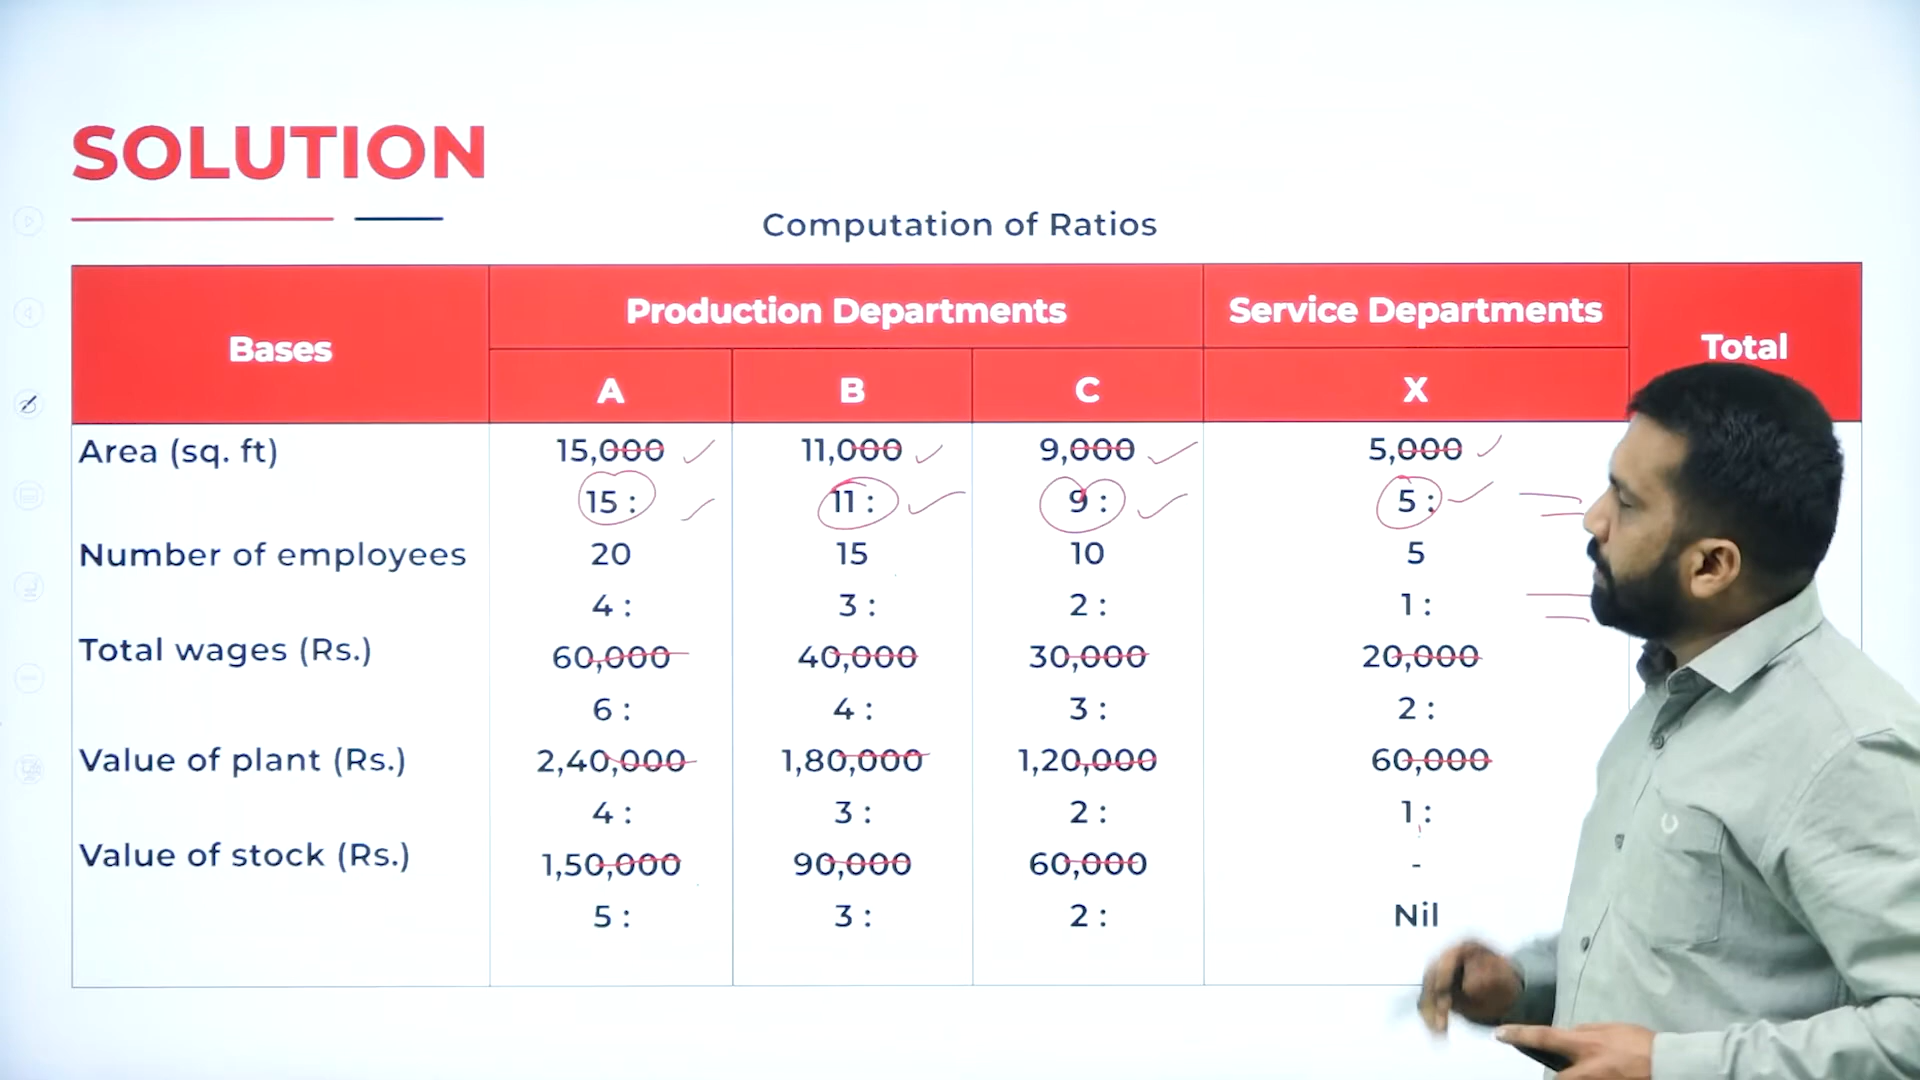 SOLUTION
Computation of Ratios
Bases Production Departments Service Departments Total
A B C X
Area (sq. ft) 15,000 11,000 9,000 5,000
15 : 11 : 9 : 5 :
Number of employees 20 15 10 5
4 : 3 : 2 : 1 :
Total wages (Rs.) 60,000 40,000 30,000 20,000
6 : 4 : 3 : 2 :
Value of plant (Rs.) 2,40,000 1,80,000 1,20,000 60,000
4 : 3 : 2 : 1 :
Value of stock (Rs.) 1,50,000 90,000 60,000 -
5 : 3 : 2 : Nil